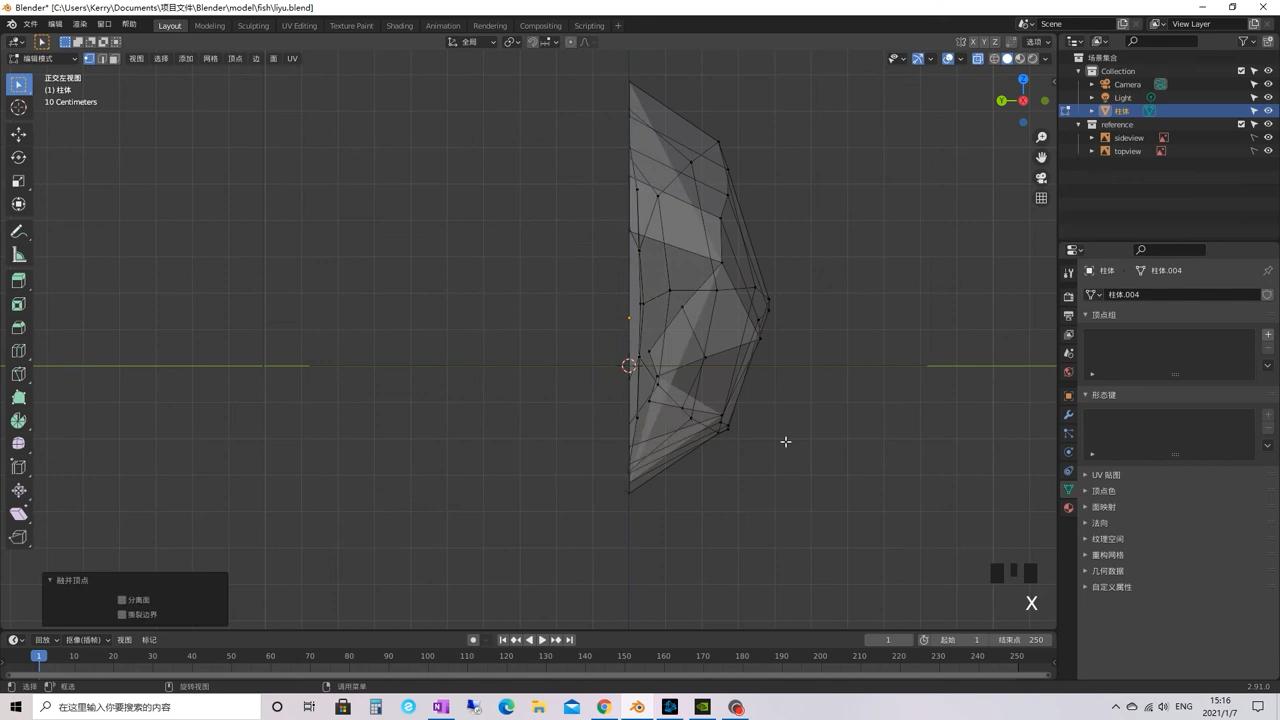 Blender* [C:\Users\Kerry\Documents\项目文件\Blender\model\fish\liyu.blend]
文件 编辑 渲染 窗口 帮助 Layout Modeling Sculpting UV Editing Texture Paint Shading Animation Rendering Compositing Scripting + Scene View Layer
全局 X Y Z 选项
编辑模式 视图 选择 添加 网格 顶点 边 面 UV
场景集合
正交左视图
(1) 柱体
10 Centimeters
Z
Y X
Collection
Camera
Light
柱体
reference
sideview
topview
柱体 柱体.004
柱体.004
顶点组
形态键
UV 贴图
顶点色
面映射
法向
纹理空间
重构网格
几何数据
自定义属性
融并顶点
分离面
撕裂边界
X
回放 抠像(插帧) 视图 标记 1 起始 1 结束点 250
1 10 20 30 40 50 60 70 80 90 100 110 120 130 140 150 160 170 180 190 200 210 220 230 240 250
选择 框选 旋转视图 调用菜单 2.91.0
在这里输入你要搜索的内容 ENG 15:16
2021/1/7